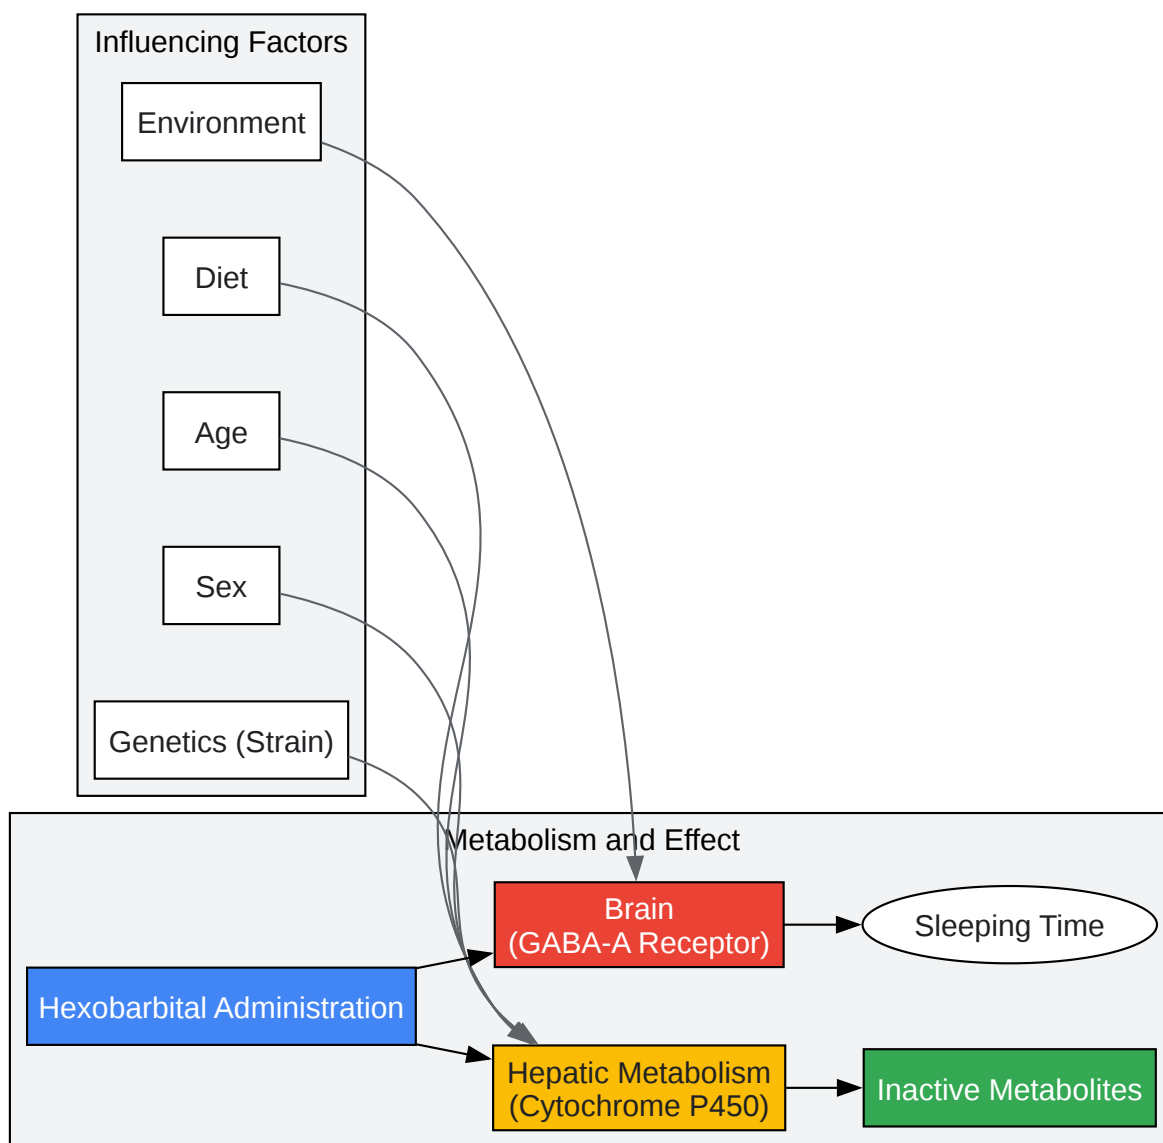 Influencing Factors
Environment
Diet
Age
Sex
Genetics (Strain)
Metabolism and Effect
Brain
(GABA-A Receptor)
Sleeping Time
Hexobarbital Administration
Hepatic Metabolism
(Cytochrome P450)
Inactive Metabolites